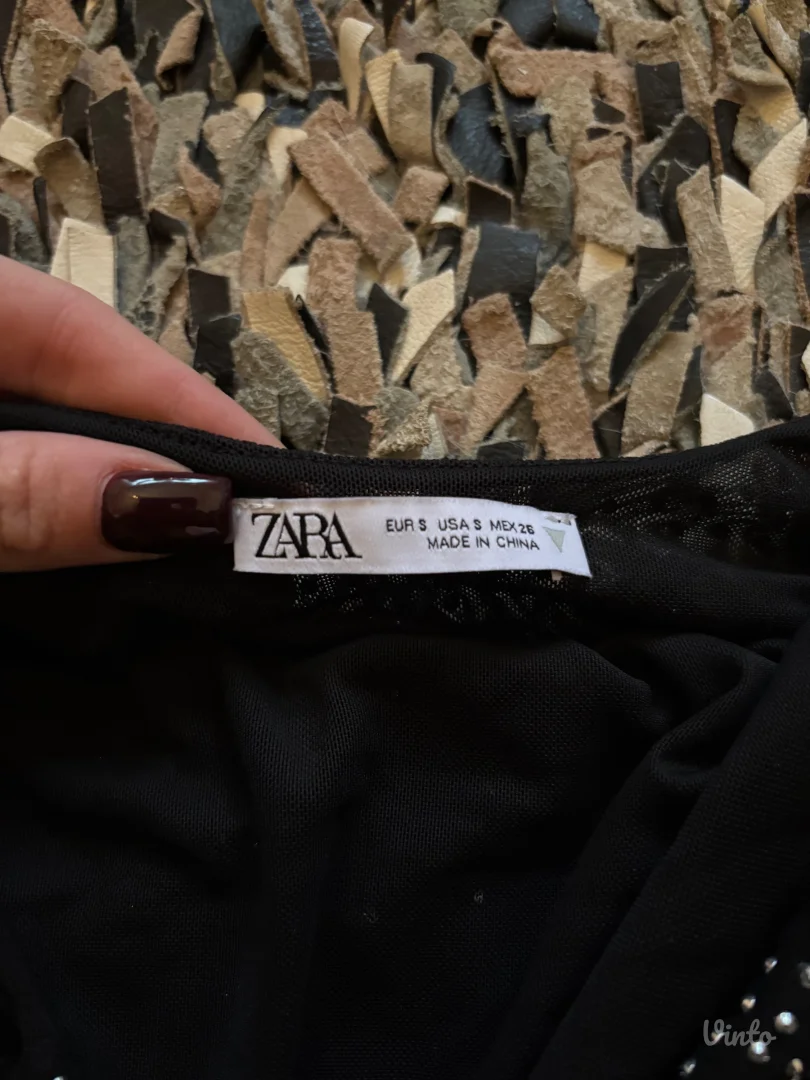 ZARA
EUR S USA S MEX 26
MADE IN CHINA
Vinto